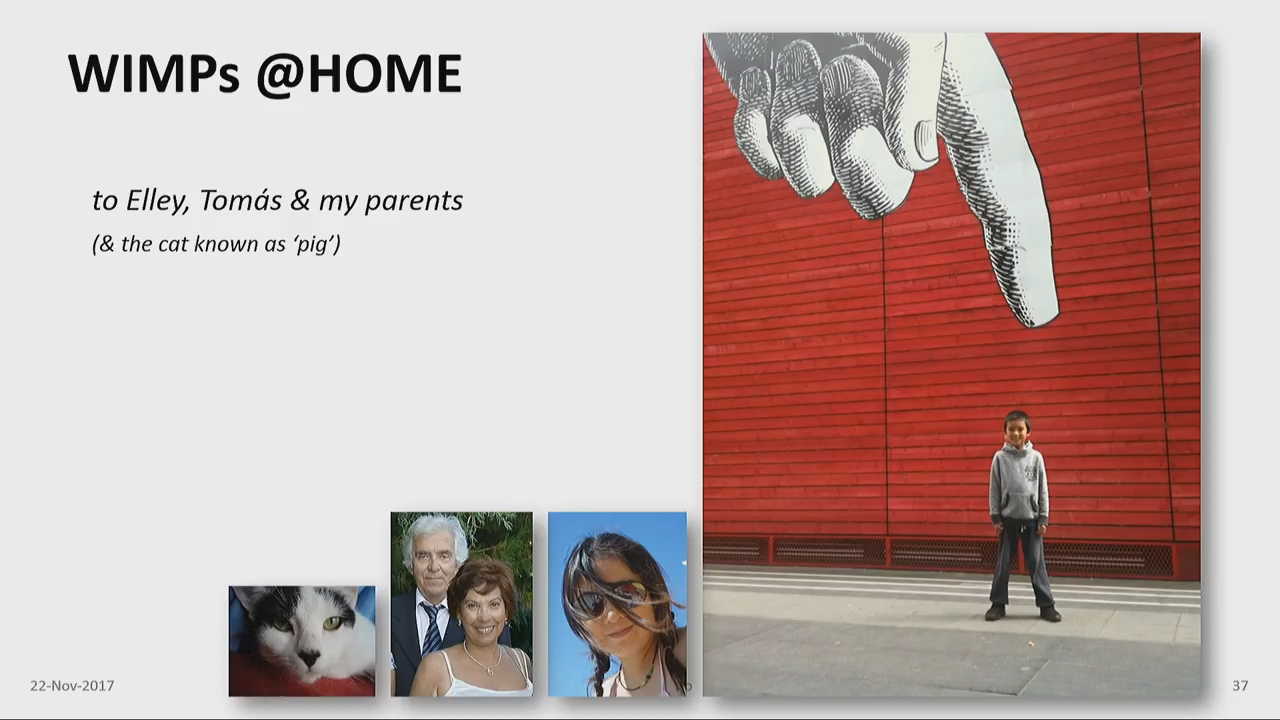 WIMPs @HOME
to Elley, Tomás & my parents
(& the cat known as ‘pig’)
22-Nov-2017
37